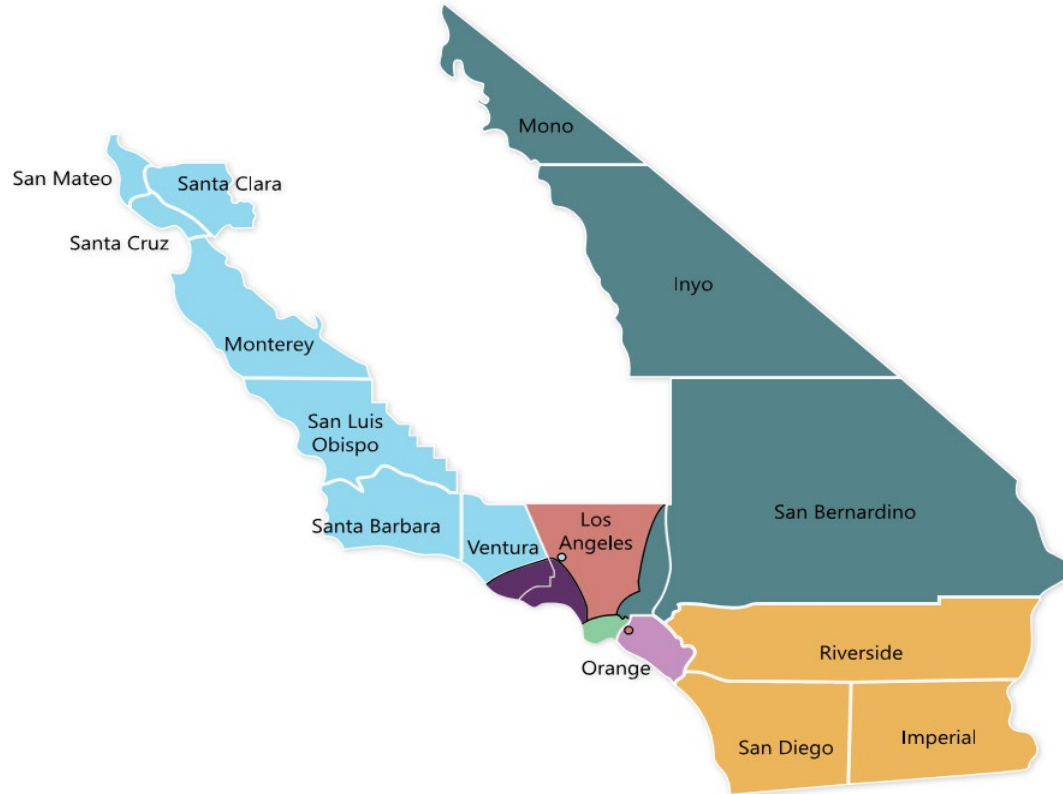 Mono
San Mateo
Santa Clara
Santa Cruz
Inyo
Monterey
San Luis
Obispo
San Bernardino
Santa Barbara
Los
Angeles
Ventura
Riverside
Orange
San Diego
Imperial